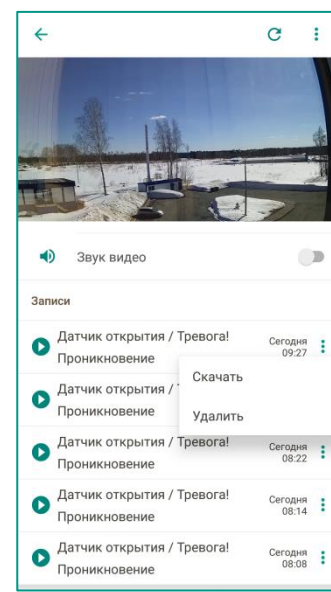 Звук видео
Записи
Датчик открытия / Тревога!
Проникновение
Сегодня
09:27
Скачать
Удалить
Датчик открытия /
Проникновение
Датчик открытия / Тревога!
Проникновение
Сегодня
08:22
Датчик открытия / Тревога!
Проникновение
Сегодня
08:14
Датчик открытия / Тревога!
Проникновение
Сегодня
08:08